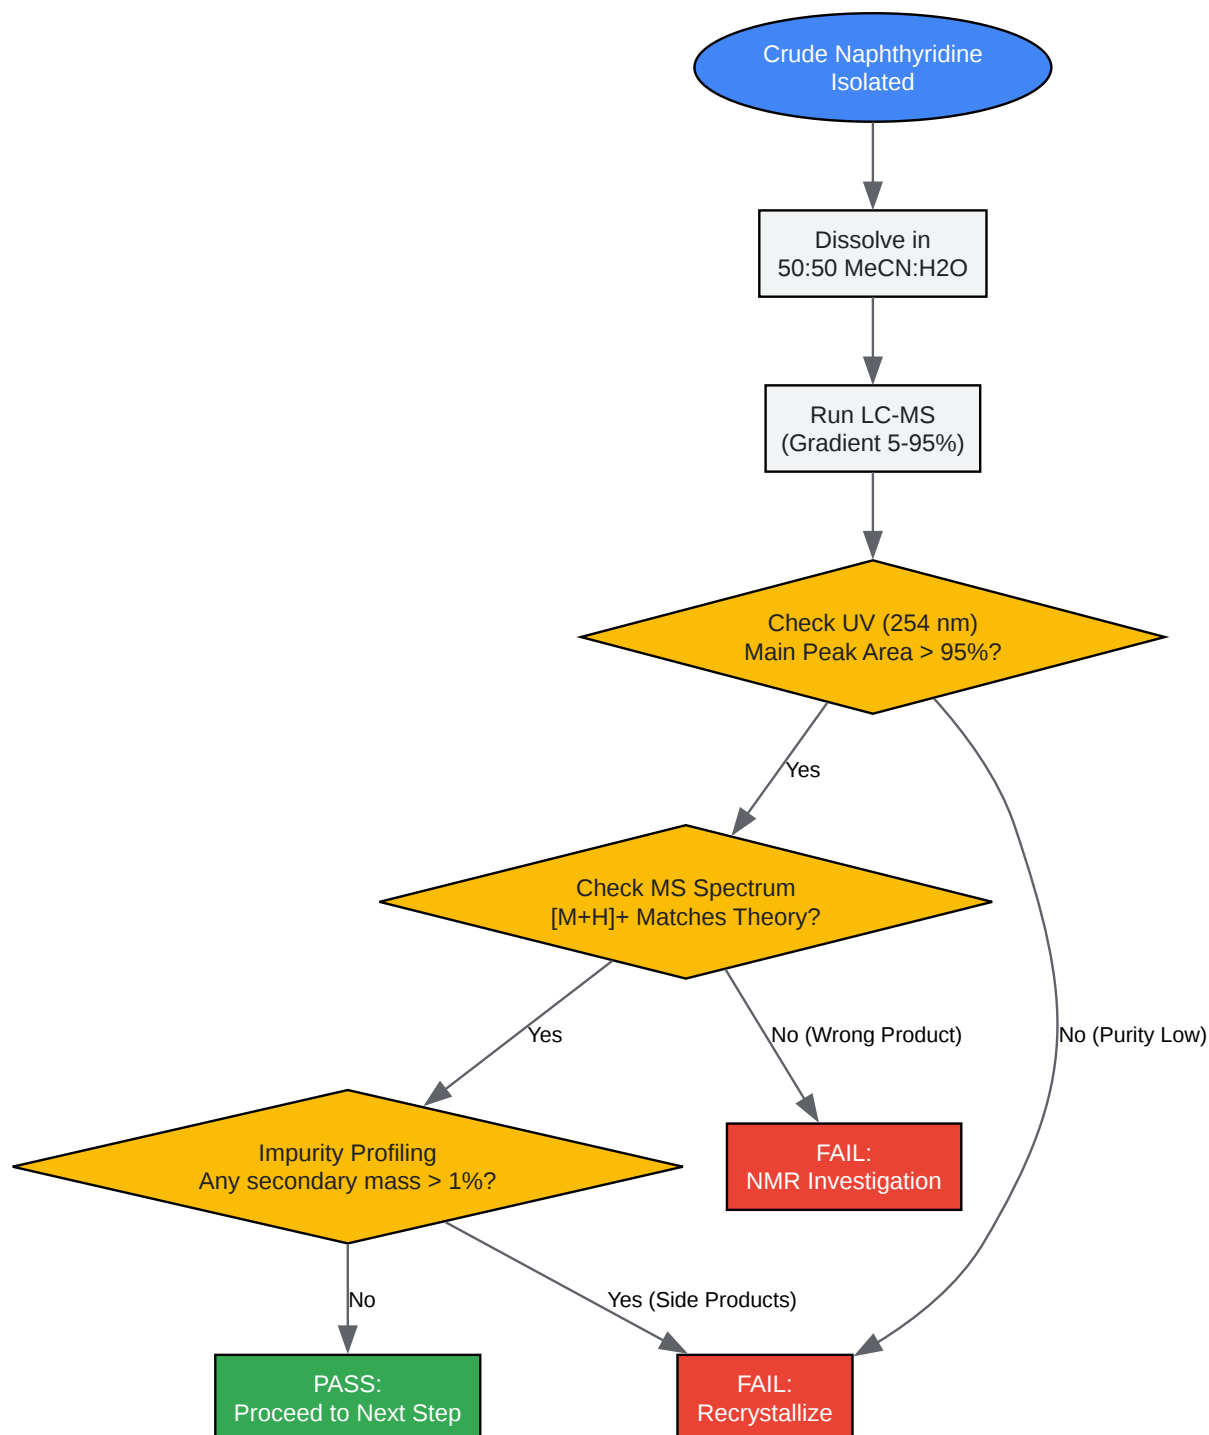 Crude Naphthyridine
Isolated
Dissolve in
50:50 MeCN:H2O
Run LC-MS
(Gradient 5-95%)
Check UV (254 nm)
Main Peak Area > 95%?
Yes
Check MS Spectrum
[M+H]+ Matches Theory?
Yes
No (Wrong Product)
No (Purity Low)
Impurity Profiling
Any secondary mass > 1%?
FAIL:
NMR Investigation
No
Yes (Side Products)
PASS:
Proceed to Next Step
FAIL:
Recrystallize